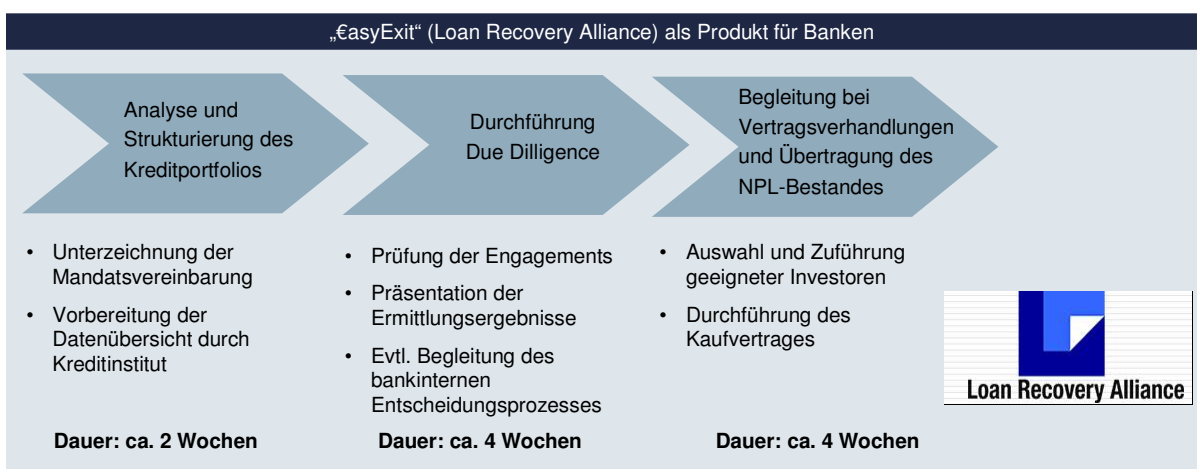 „€asyExit“ (Loan Recovery Alliance) als Produkt für Banken
Analyse und
Strukturierung des
Kreditportfolios
• Unterzeichnung der
Mandatsvereinbarung
• Vorbereitung der
Datenübersicht durch
Kreditinstitut
Dauer: ca. 2 Wochen
Durchführung
Due Dilligence
• Prüfung der Engagements
• Präsentation der
Ermittlungsergebnisse
• Evtl. Begleitung des
bankinternen
Entscheidungsprozesses
Dauer: ca. 4 Wochen
Begleitung bei
Vertragsverhandlungen
und Übertragung des
NPL-Bestandes
• Auswahl und Zuführung
geeigneter Investoren
• Durchführung des
Kaufvertrages
Dauer: ca. 4 Wochen
Loan Recovery Alliance